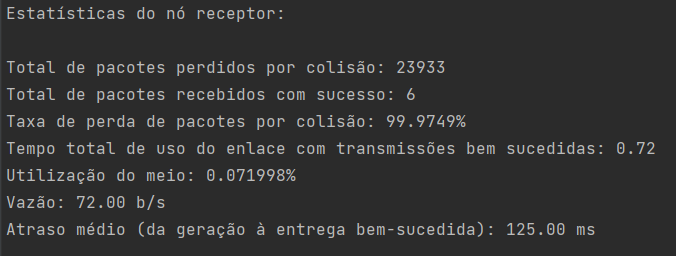 Estatísticas do nó receptor:
Total de pacotes perdidos por colisão: 23933
Total de pacotes recebidos com sucesso: 6
Taxa de perda de pacotes por colisão: 99.9749%
Tempo total de uso do enlace com transmissões bem sucedidas: 0.72
Utilização do meio: 0.071998%
Vazão: 72.00 b/s
Atraso médio (da geração à entrega bem-sucedida): 125.00 ms